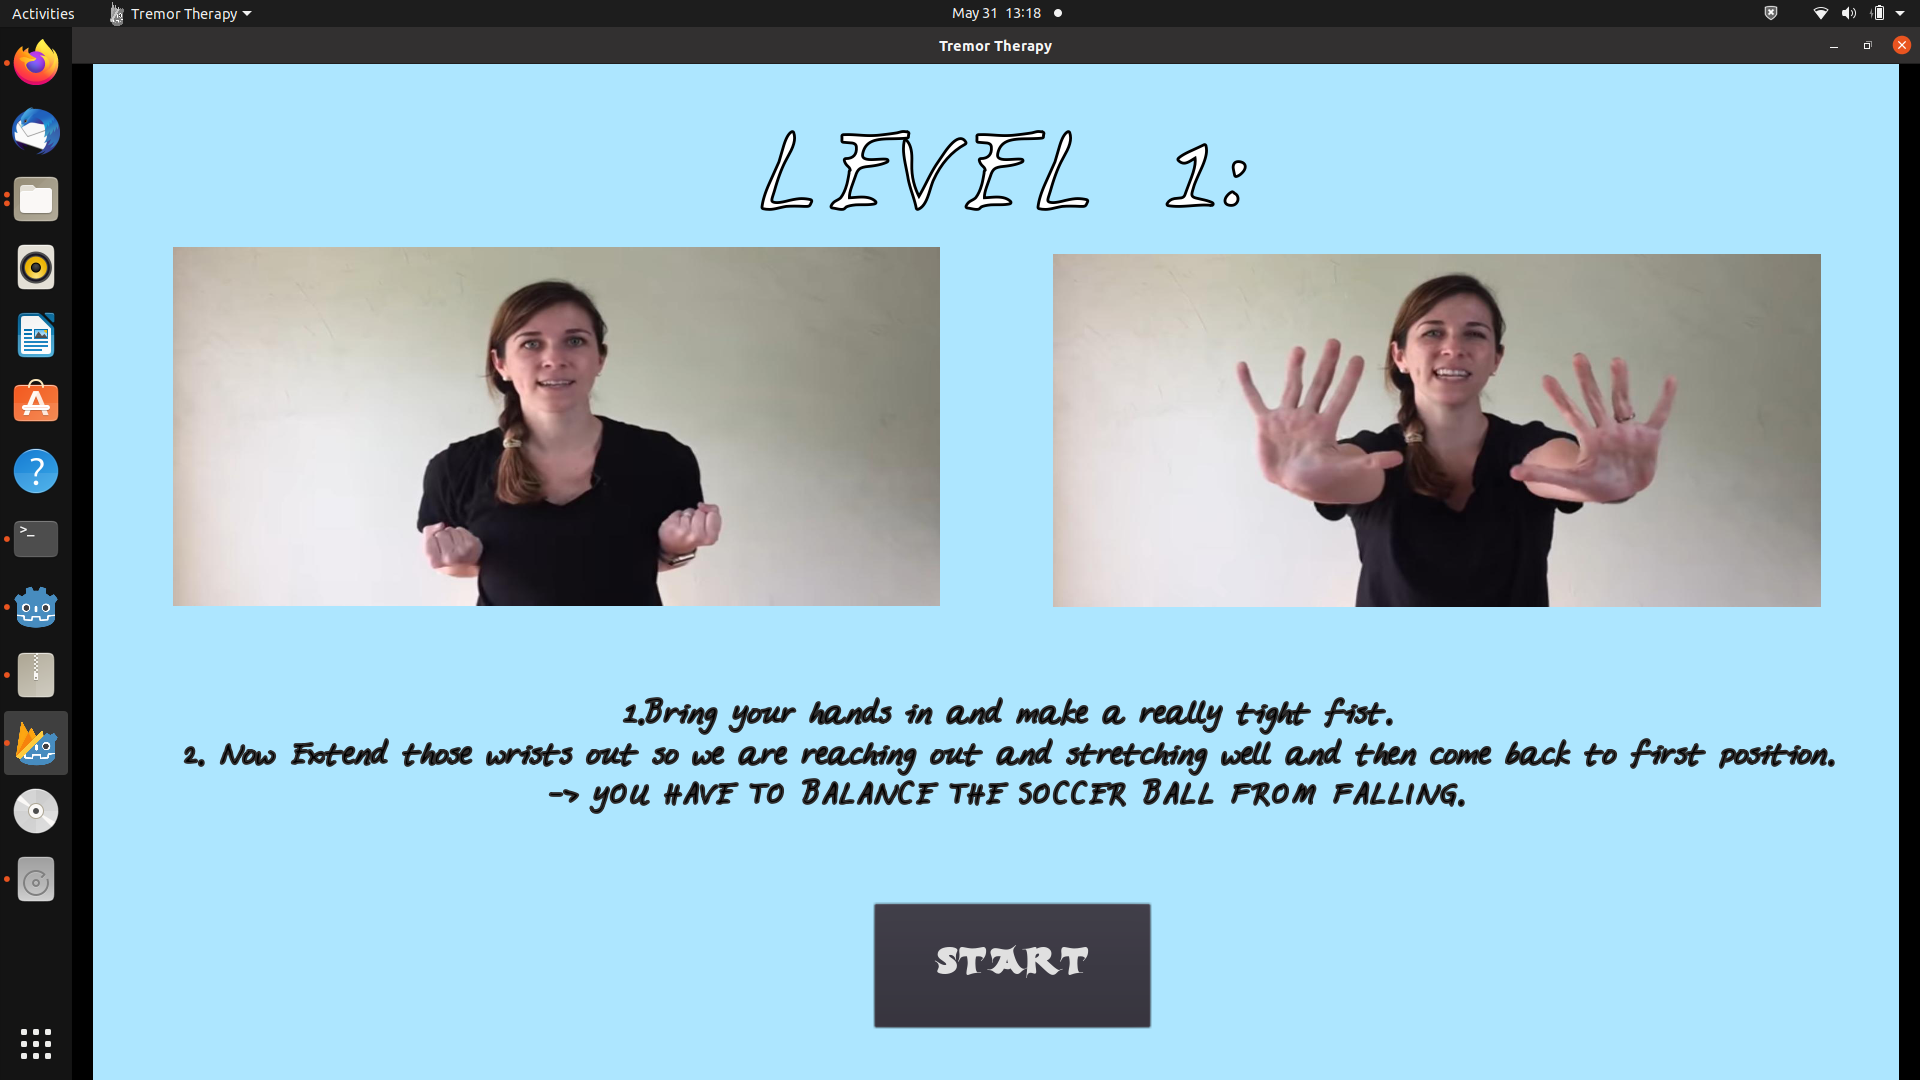 Activities
Tremor Therapy
May 31 13:18
Tremor Therapy
LEVEL 1:
1.Bring your hands in and make a really tight fist.
2. Now Extend those wrists out so we are reaching out and stretching well and then come back to first position.
-> YOU HAVE TO BALANCE THE SOCCER BALL FROM FALLING.
START